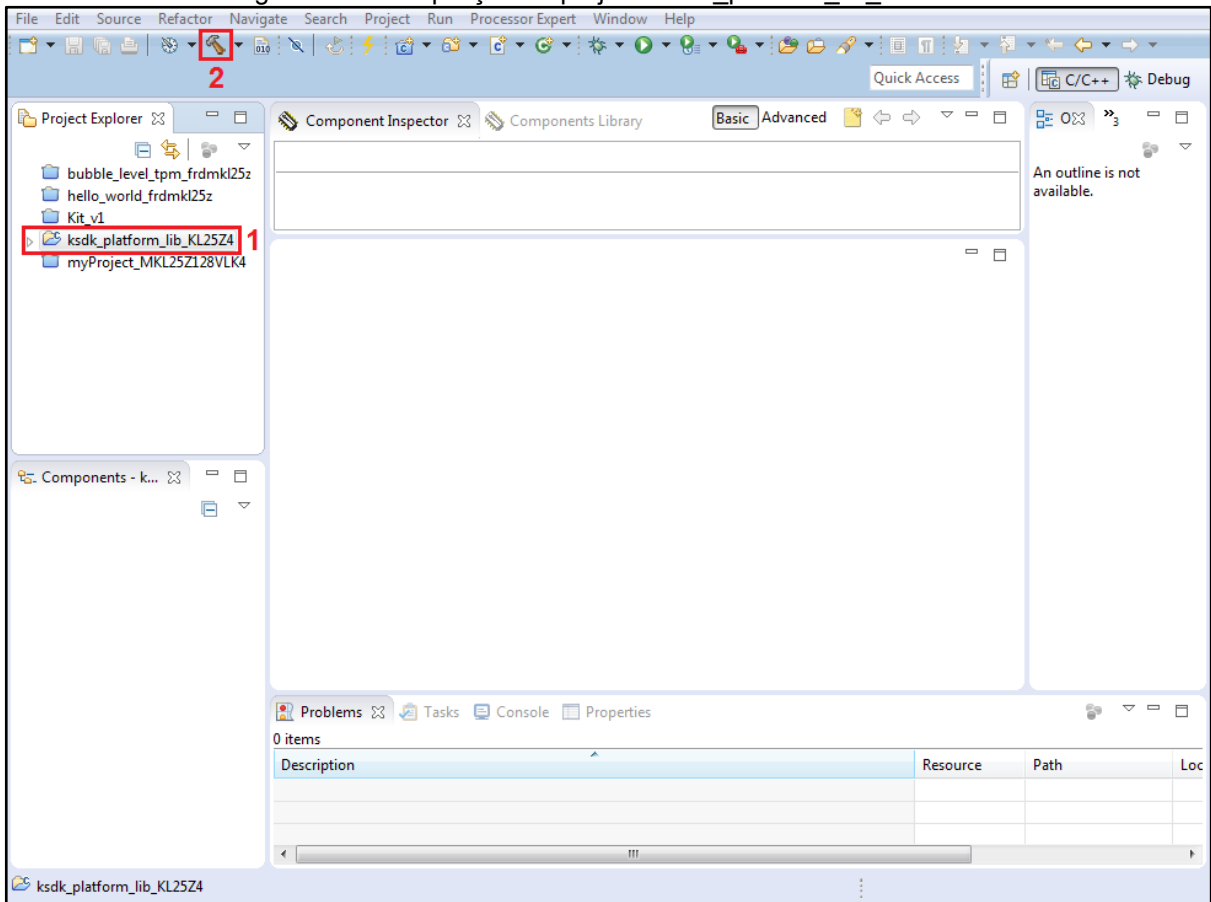 File Edit Source Refactor Navigate Search Project Run Processor Expert Window Help
2
Quick Access
C/C++ Debug
Project Explorer
Component Inspector Components Library Basic Advanced
O 3
bubble_level_tpm_frdmkl25z
hello_world_frdmkl25z
Kit_v1
ksdk_platform_lib_KL25Z4 1
myProject_MKL25Z128VLK4
An outline is not
available.
Components - k...
Problems Tasks Console Properties
0 items
Description Resource Path Loc
ksdk_platform_lib_KL25Z4